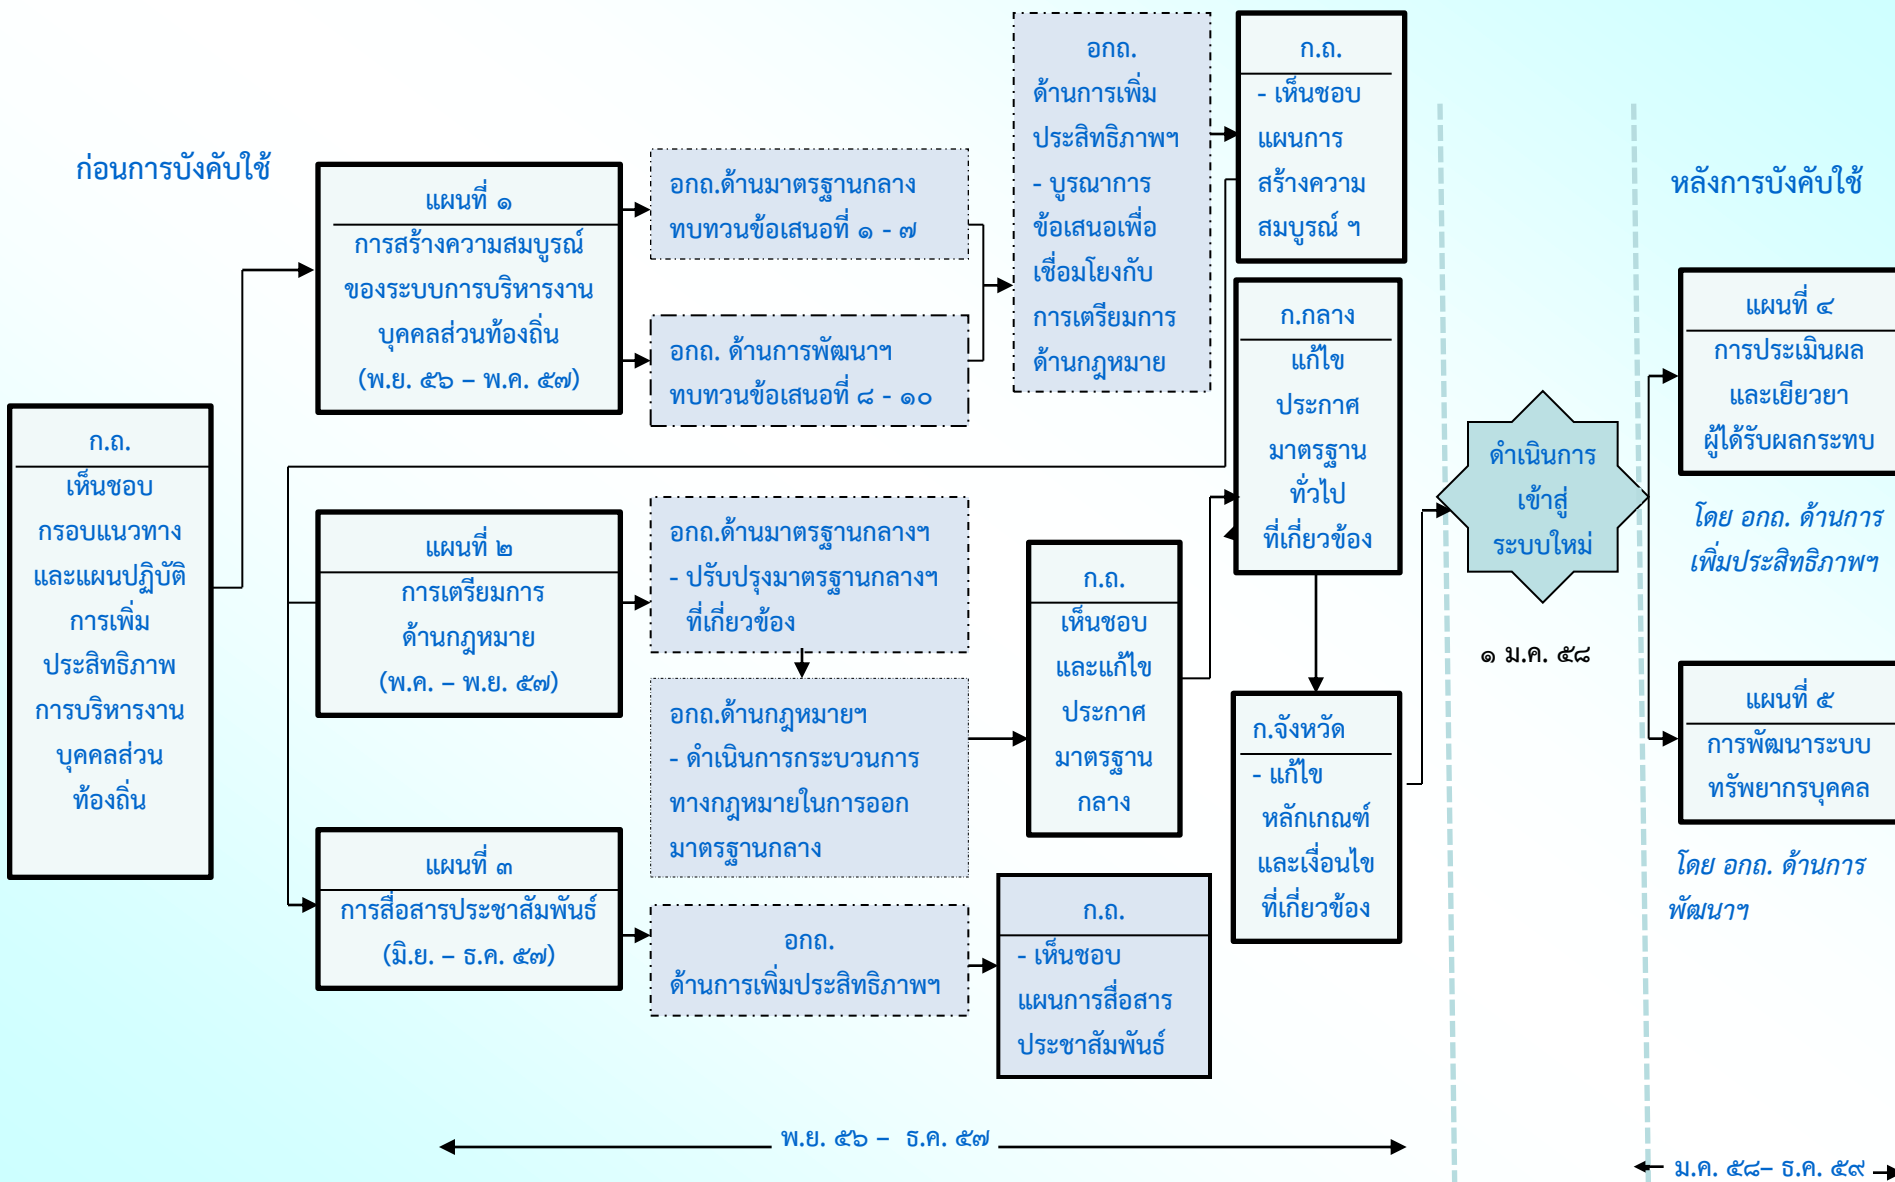 ก่อนการบังคับใช้
ก.ถ.
เห็นชอบ
กรอบแนวทาง
และแผนปฏิบัติ
การเพิ่ม
ประสิทธิภาพ
การบริหารงาน
บุคคลส่วน
ท้องถิ่น
แผนที่ ๑
การสร้างความสมบูรณ์
ของระบบการบริหารงาน
บุคคลส่วนท้องถิ่น
(พ.ย. ๕๖ – พ.ค. ๕๗)
อกถ.ด้านมาตรฐานกลาง
ทบทวนข้อเสนอที่ ๑ - ๗
อกถ. ด้านการพัฒนาฯ
ทบทวนข้อเสนอที่ ๘ - ๑๐
อกถ.
ด้านการเพิ่ม
ประสิทธิภาพฯ
- บูรณาการ
ข้อเสนอเพื่อ
เชื่อมโยงกับ
การเตรียมการ
ด้านกฎหมาย
ก.ถ.
- เห็นชอบ
แผนการ
สร้างความ
สมบูรณ์ ฯ
แผนที่ ๒
การเตรียมการ
ด้านกฎหมาย
(พ.ค. – พ.ย. ๕๗)
อกถ.ด้านมาตรฐานกลางฯ
- ปรับปรุงมาตรฐานกลางฯ
ที่เกี่ยวข้อง
อกถ.ด้านกฎหมายฯ
- ดำเนินการกระบวนการ
ทางกฎหมายในการออก
มาตรฐานกลาง
ก.ถ.
เห็นชอบ
และแก้ไข
ประกาศ
มาตรฐาน
กลาง
ก.กลาง
แก้ไข
ประกาศ
มาตรฐาน
ทั่วไป
ที่เกี่ยวข้อง
ก.จังหวัด
- แก้ไข
หลักเกณฑ์
และเงื่อนไข
ที่เกี่ยวข้อง
แผนที่ ๓
การสื่อสารประชาสัมพันธ์
(มิ.ย. – ธ.ค. ๕๗)
อกถ.
ด้านการเพิ่มประสิทธิภาพฯ
ก.ถ.
- เห็นชอบ
แผนการสื่อสาร
ประชาสัมพันธ์
ดำเนินการ
เข้าสู่
ระบบใหม่
๑ ม.ค. ๕๘
หลังการบังคับใช้
แผนที่ ๔
การประเมินผล
และเยียวยา
ผู้ได้รับผลกระทบ
โดย อกถ. ด้านการ
เพิ่มประสิทธิภาพฯ
แผนที่ ๕
การพัฒนาระบบ
ทรัพยากรบุคคล
โดย อกถ. ด้านการ
พัฒนาฯ
พ.ย. ๕๖ – ธ.ค. ๕๗
ม.ค. ๕๘– ธ.ค. ๕๙